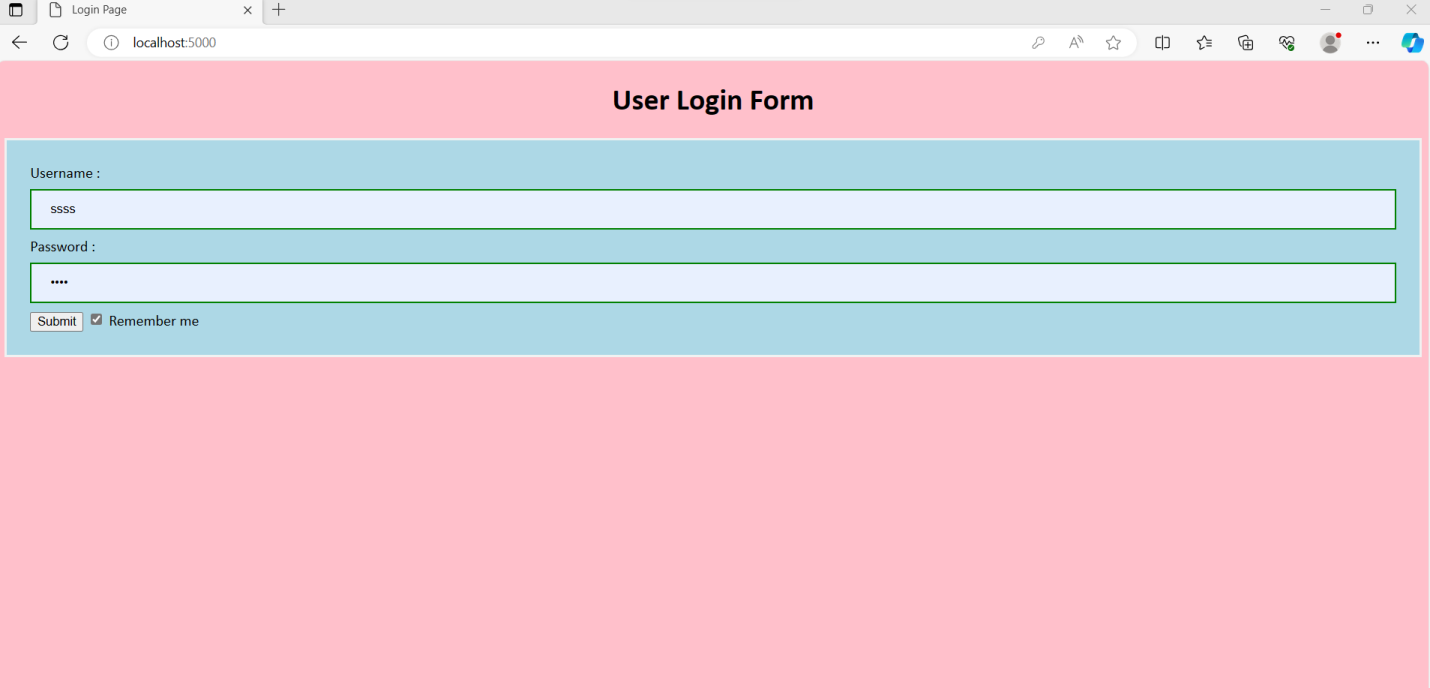 Login Page
localhost:5000
User Login Form
Username :
ssss
Password :
••••
Submit Remember me